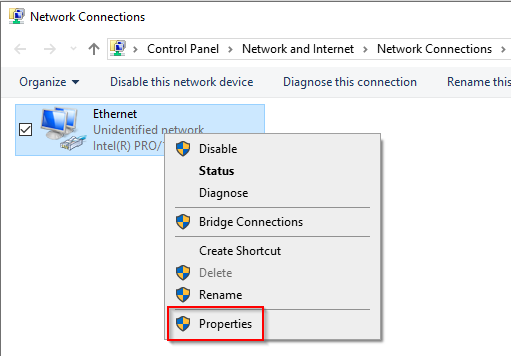 Network Connections
Control Panel > Network and Internet > Network Connections >
Organize Disable this network device Diagnose this connection Rename this
Ethernet
Unidentified network
Intel(R) PRO/
Disable
Status
Diagnose
Bridge Connections
Create Shortcut
Delete
Rename
Properties